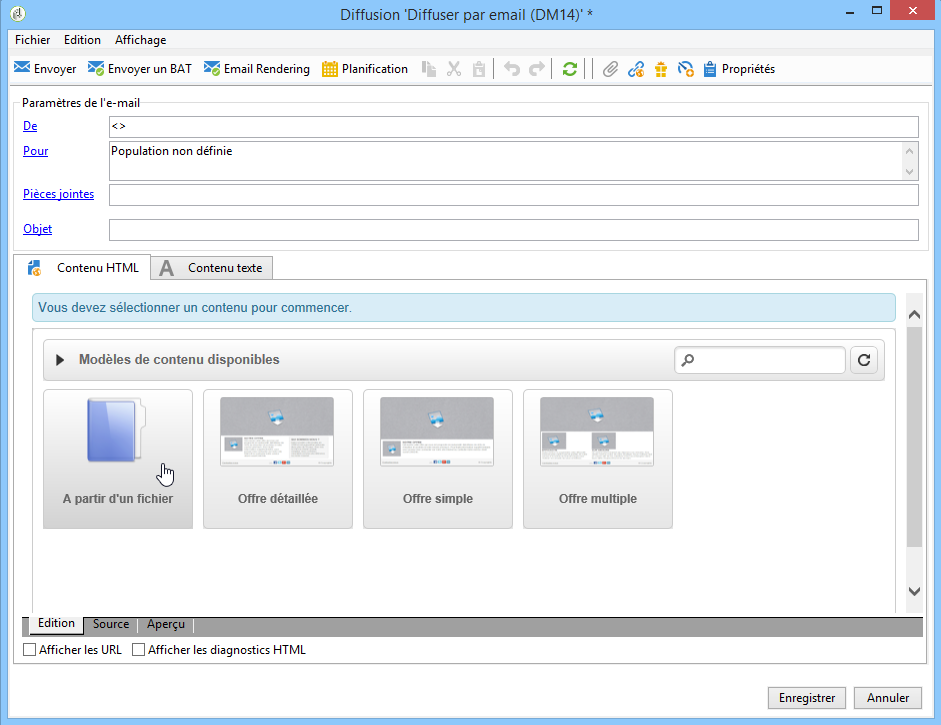 Diffusion 'Diffuser par email (DM14)' *
Fichier Edition Affichage
Envoyer Envoyer un BAT Email Rendering Planification Propriétés
Paramètres de l'e-mail
De <>
Pour Population non définie
Pièces jointes
Objet
Contenu HTML A Contenu texte
Vous devez sélectionner un contenu pour commencer.
Modèles de contenu disponibles
A partir d'un fichier Offre détaillée Offre simple Offre multiple
Edition Source Aperçu
Afficher les URL Afficher les diagnostics HTML
Enregistrer Annuler